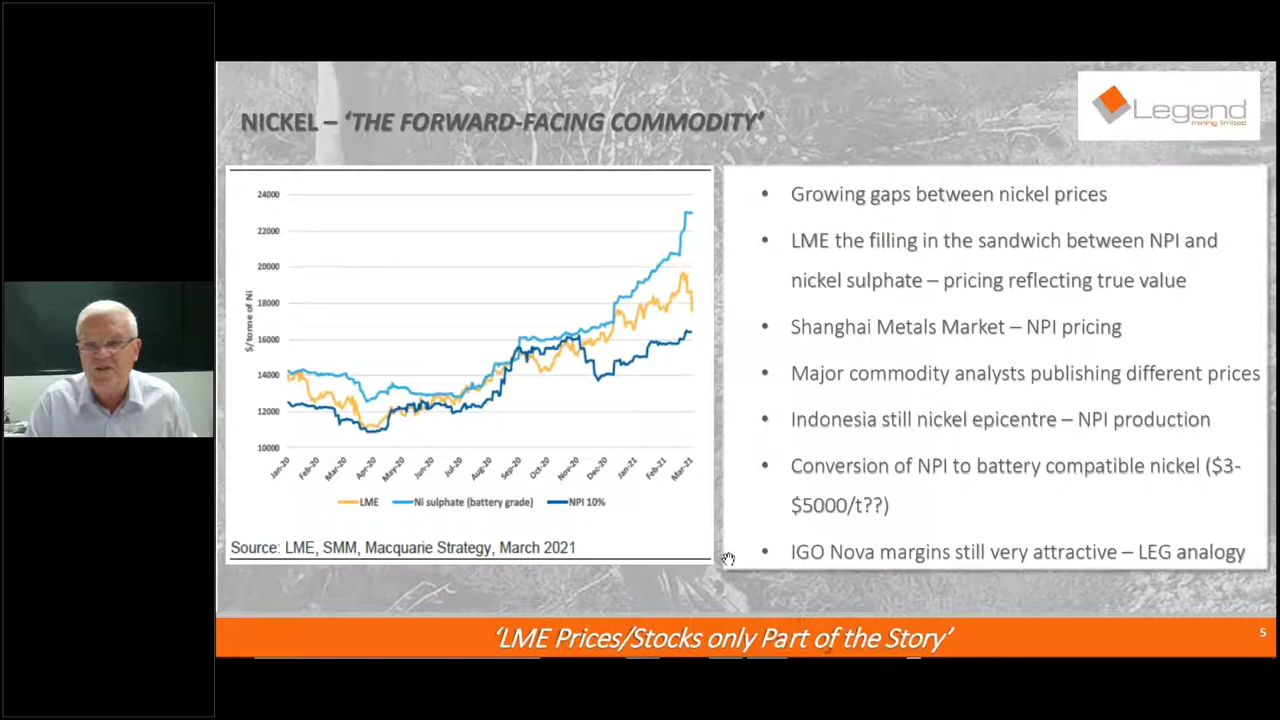 NICKEL – ‘THE FORWARD-FACING COMMODITY‘
Legend
mining limited
24000
22000
20000
18000
16000
14000
12000
10000
$/tonne of Ni
Jan-20
Feb-20
Mar-20
Apr-20
May-20
Jun-20
Jul-20
Aug-20
Sep-20
Oct-20
Nov-20
Dec-20
Jan-21
Feb-21
Mar-21
LME Ni sulphate (battery grade) NPI 10%
Source: LME, SMM, Macquarie Strategy, March 2021
• Growing gaps between nickel prices
• LME the filling in the sandwich between NPI and
nickel sulphate – pricing reflecting true value
• Shanghai Metals Market – NPI pricing
• Major commodity analysts publishing different prices
• Indonesia still nickel epicentre – NPI production
• Conversion of NPI to battery compatible nickel ($3-
$5000/t??)
• IGO Nova margins still very attractive – LEG analogy
‘LME Prices/Stocks only Part of the Story’
5